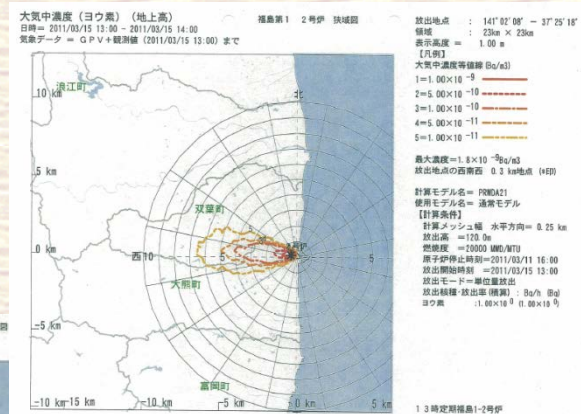 大気中濃度（ヨウ素）（地上高）
福島第１　２号炉　狭域図
日時= 2011/03/15 13:00 - 2011/03/15 14:00
気象データ = ＧＰＶ＋観測値（2011/03/15 13:00）まで
放出地点 : 141° 02' 08" - 37° 25' 18"
領域 : 23km × 23km
表示高度 = 1.00 m
【凡例】
大気中濃度等値線(Bq/m3)
1=1.00×10 -9
2=5.00×10 -10
3=1.00×10 -10
4=5.00×10 -11
5=1.00×10 -11
最大濃度=1.8×10 -9Bq/m3
放出地点の西南西 0.3 km地点 (*印)
計算モデル名= PRWDA21
使用モデル名= 通常モデル
【計算条件】
計算メッシュ幅 水平方向= 0.25 km
放出高 =120.0m
燃焼度 =20000 MWD/MTU
原子炉停止時刻=2011/03/11 16:00
放出開始時刻 =2011/03/15 13:00
放出モード=単位量放出
放出核種・放出率(積算) : Bq/h (Bq)
ヨウ素 :1.00×10 0 (1.00×10 0)
浪江町
10 km
北
5 km
双葉町
西10
5
0 km
5
大熊町
図
-5 km
富岡町
-10 km
-15 km
-10 km
-5 km
0
5 km
１３時定期福島1-2号炉